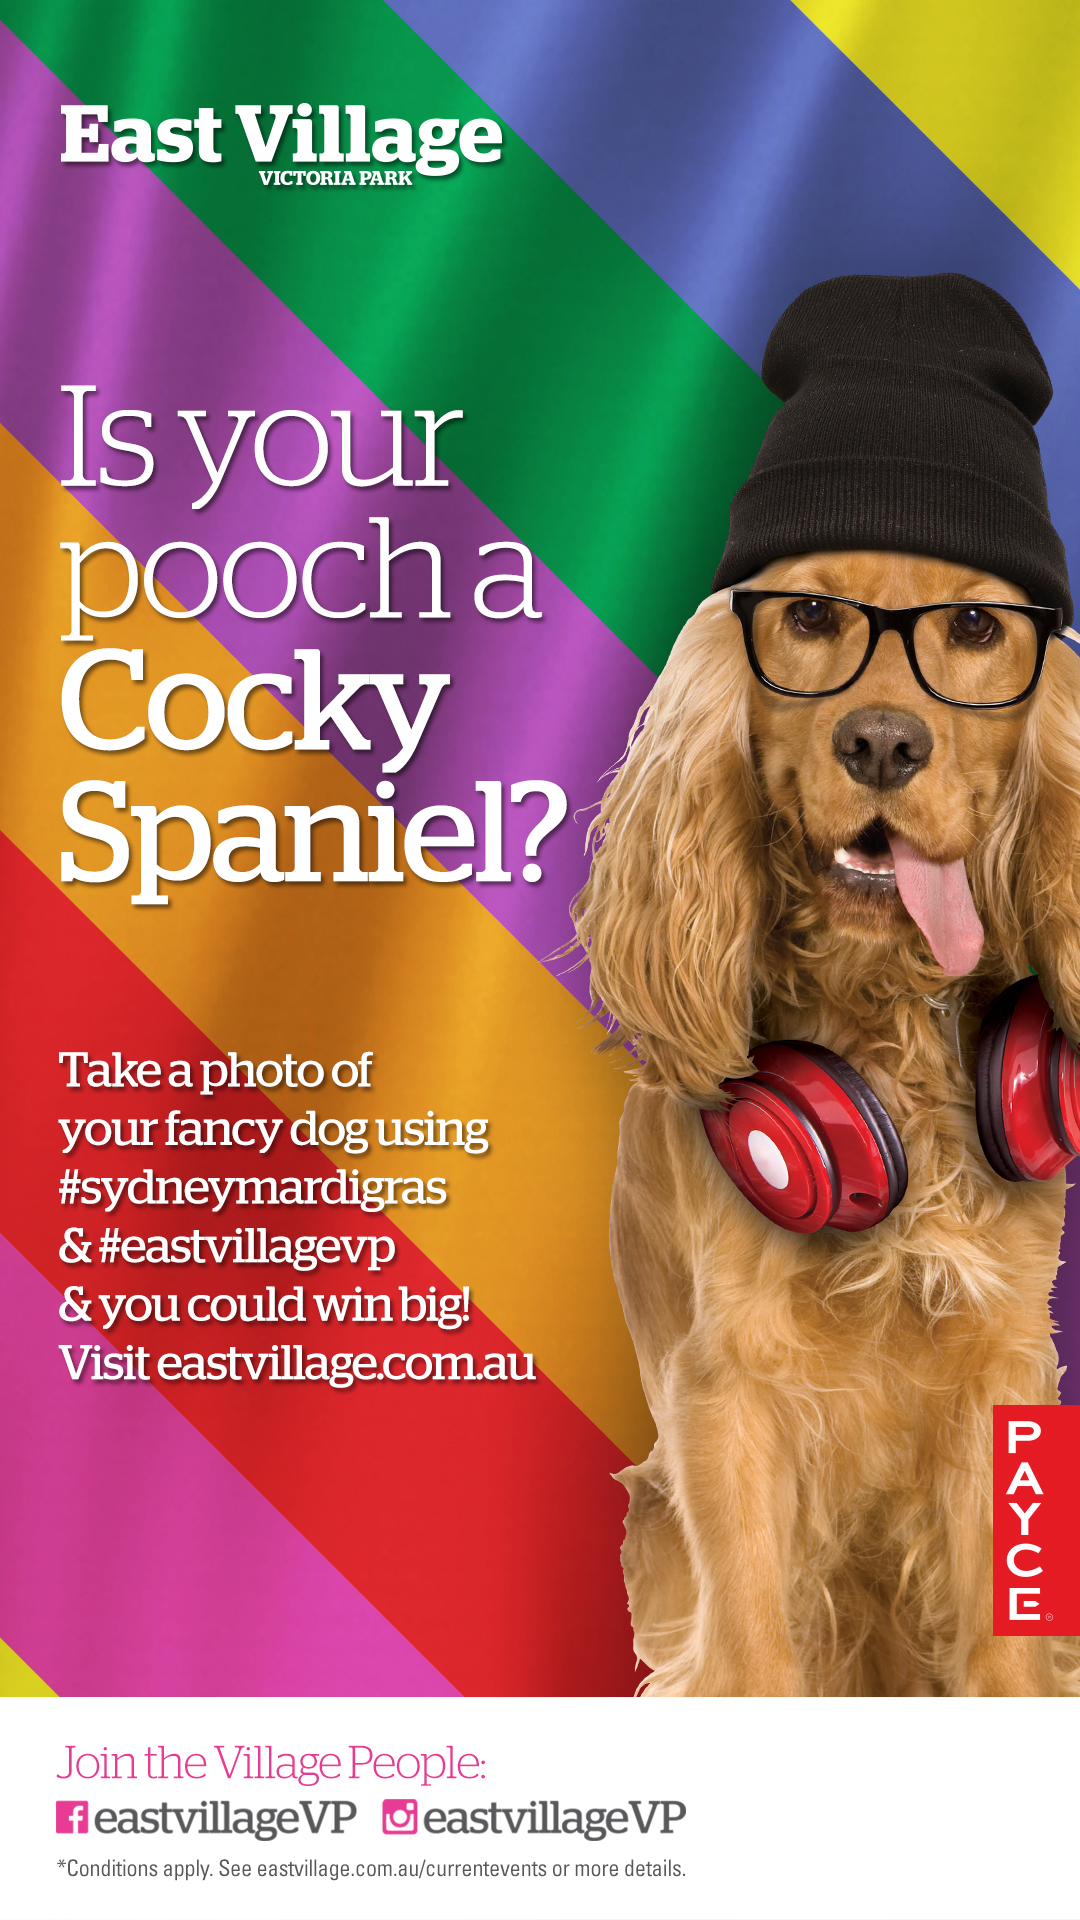 East Village
VICTORIA PARK
Is your
pooch a
Cocky
Spaniel?
Take a photo of
your fancy dog using
#sydneymardigras
& #eastvillagevp
& you could win big!
Visit eastvillage.com.au
PAYCE®
Join the Village People:
eastvillageVP eastvillageVP
*Conditions apply. See eastvillage.com.au/currentevents or more details.